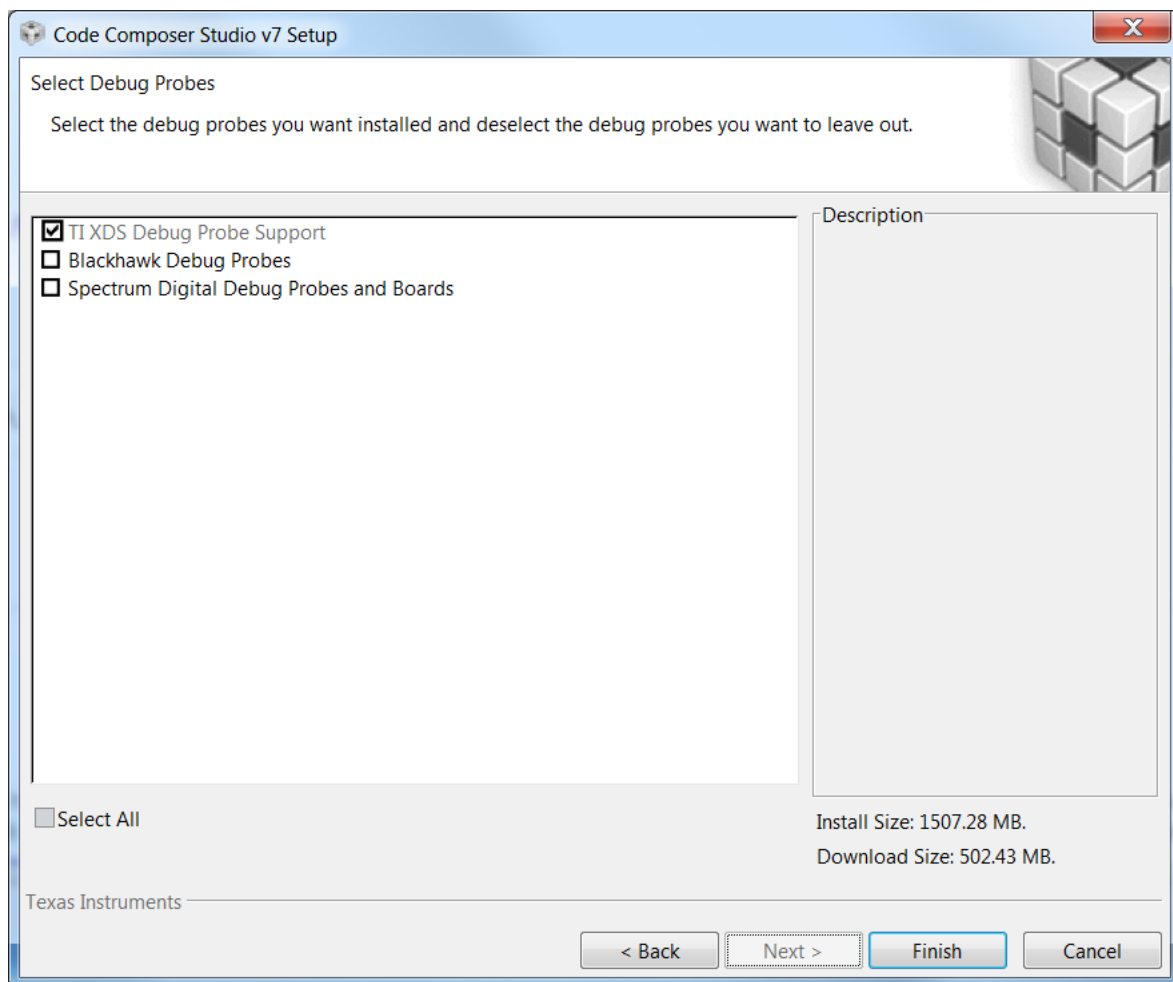 Code Composer Studio v7 Setup
X
Select Debug Probes
Select the debug probes you want installed and deselect the debug probes you want to leave out.
TI XDS Debug Probe Support
Blackhawk Debug Probes
Spectrum Digital Debug Probes and Boards
Description
Select All
Install Size: 1507.28 MB.
Download Size: 502.43 MB.
Texas Instruments
< Back
Next >
Finish
Cancel